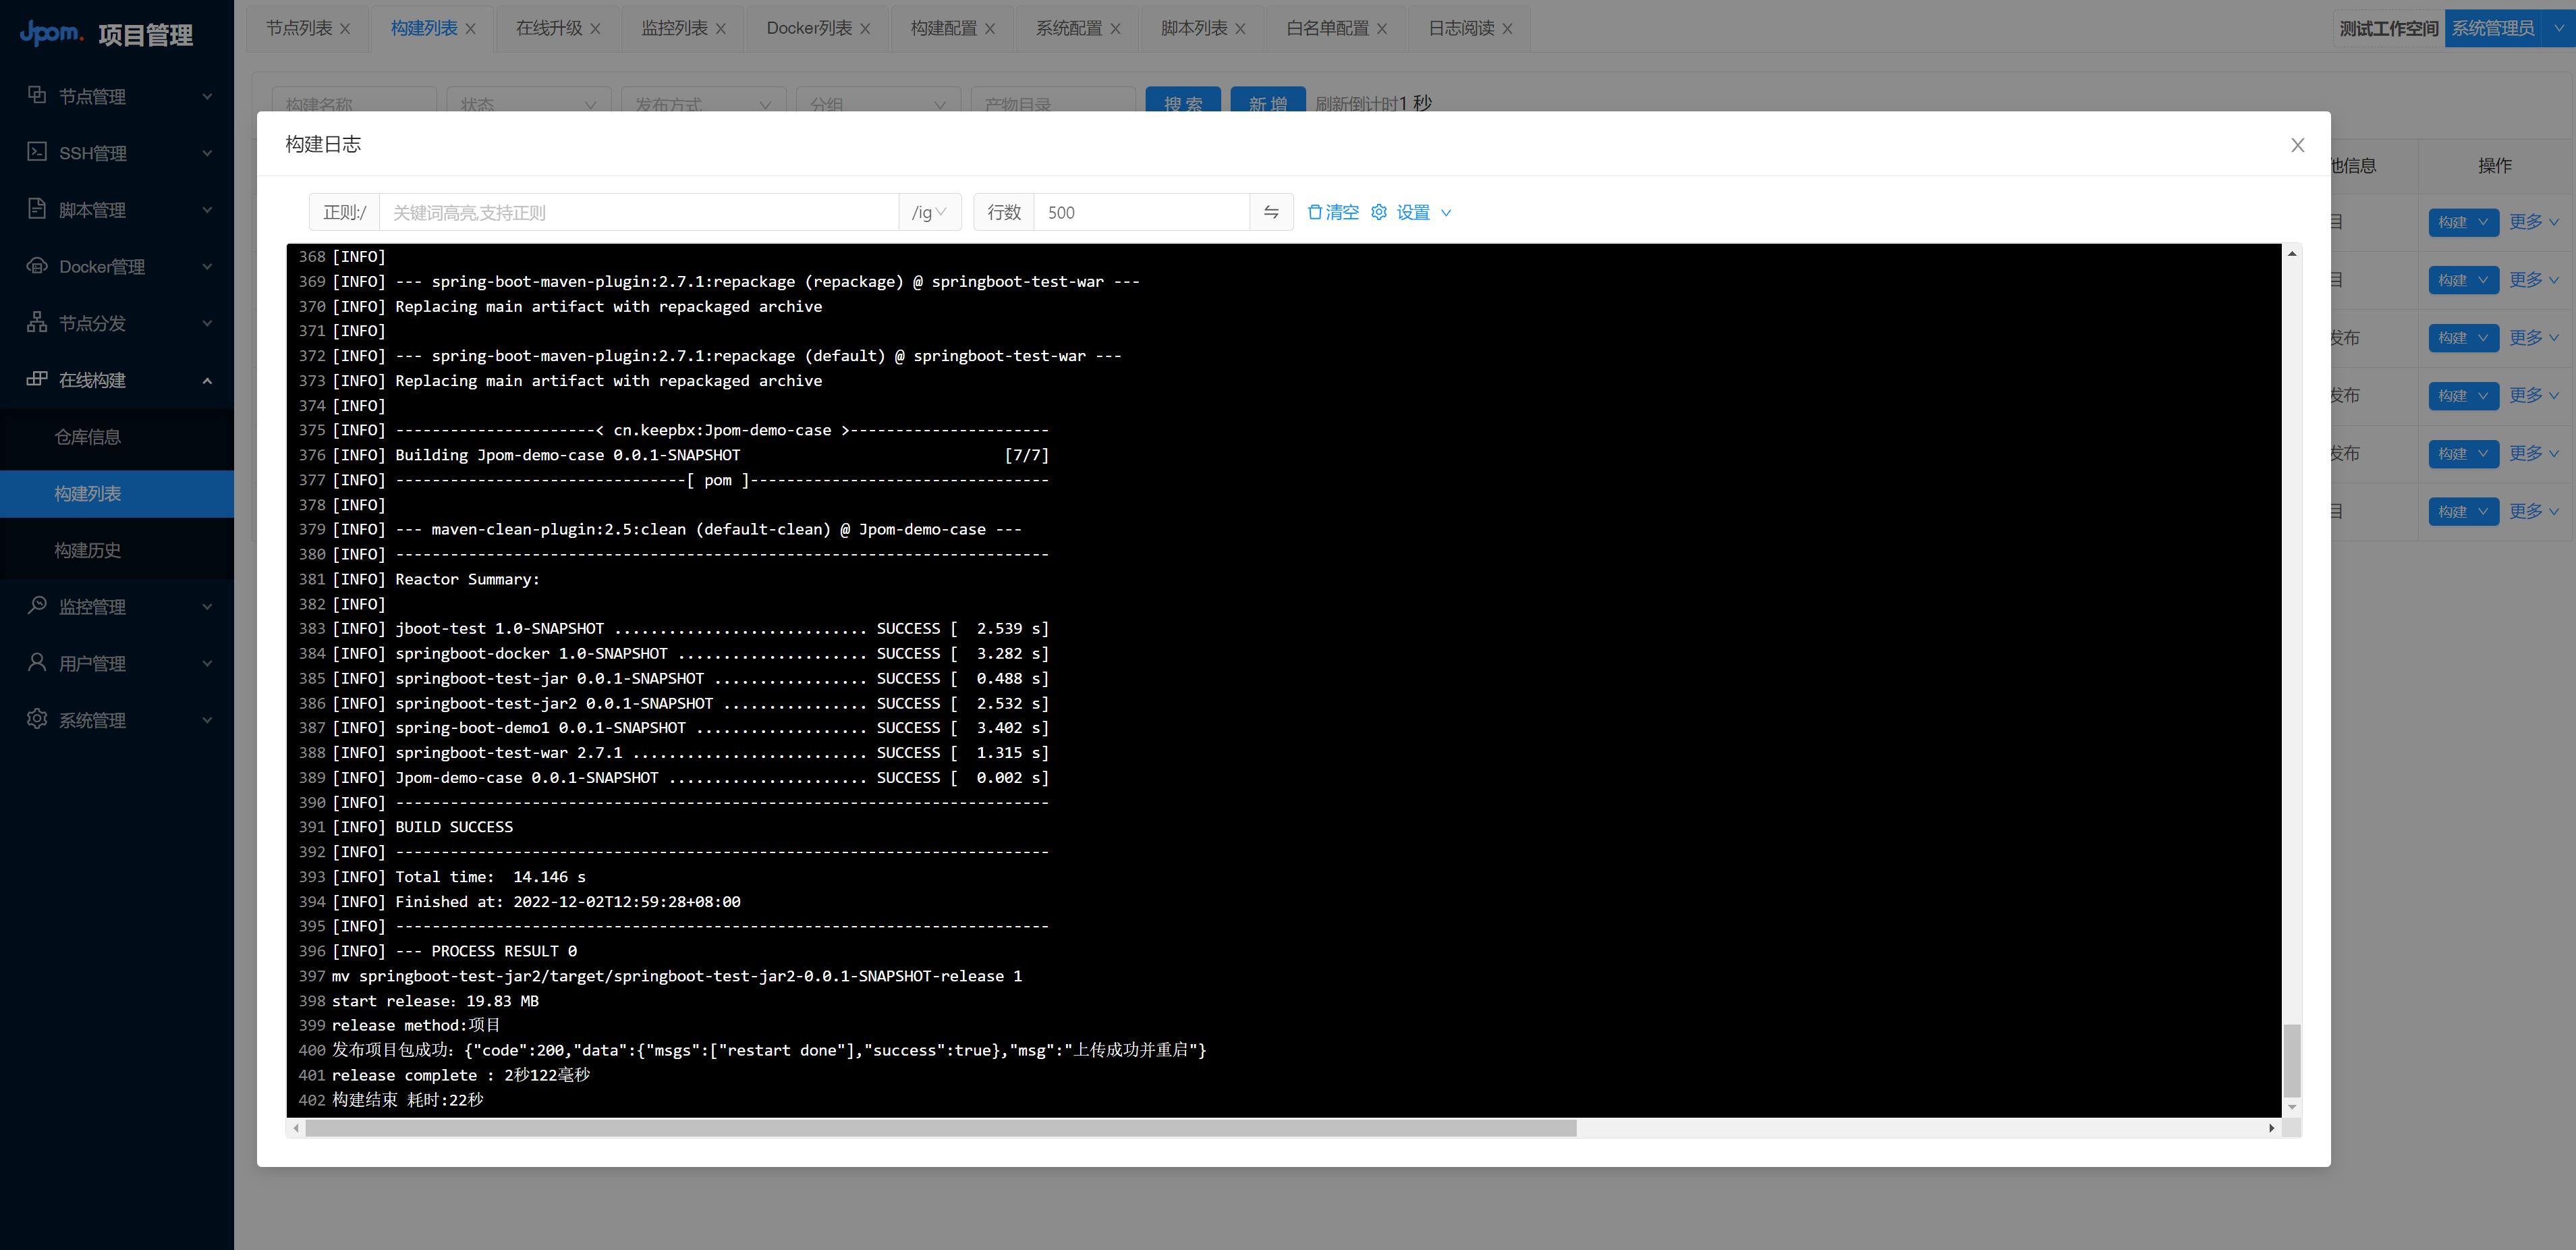 Jpom. 项目管理
节点管理
SSH管理
脚本管理
Docker管理
节点分发
在线构建
仓库信息
构建列表
构建历史
监控管理
用户管理
系统管理
节点列表 构建列表 在线升级 监控列表 Docker列表 构建配置 系统配置 脚本列表 白名单配置 日志阅读 测试工作空间 系统管理员
构建名称 状态 发布方式 分组 产物目录 搜索 新增 刷新倒计时1 秒
他信息 操作
目 构建 更多
目 构建 更多
发布 构建 更多
发布 构建 更多
发布 构建 更多
目 构建 更多
构建日志
正则:/ 关键词高亮,支持正则 /ig 行数 500 清空 设置
368 [INFO]
369 [INFO] --- spring-boot-maven-plugin:2.7.1:repackage (repackage) @ springboot-test-war ---
370 [INFO] Replacing main artifact with repackaged archive
371 [INFO]
372 [INFO] --- spring-boot-maven-plugin:2.7.1:repackage (default) @ springboot-test-war ---
373 [INFO] Replacing main artifact with repackaged archive
374 [INFO]
375 [INFO] ----------------------< cn.keepbx:Jpom-demo-case >----------------------
376 [INFO] Building Jpom-demo-case 0.0.1-SNAPSHOT                             [7/7]
377 [INFO] --------------------------------[ pom ]---------------------------------
378 [INFO]
379 [INFO] --- maven-clean-plugin:2.5:clean (default-clean) @ Jpom-demo-case ---
380 [INFO] ------------------------------------------------------------------------
381 [INFO] Reactor Summary:
382 [INFO]
383 [INFO] jboot-test 1.0-SNAPSHOT ............................ SUCCESS [  2.539 s]
384 [INFO] springboot-docker 1.0-SNAPSHOT ..................... SUCCESS [  3.282 s]
385 [INFO] springboot-test-jar 0.0.1-SNAPSHOT ................. SUCCESS [  0.488 s]
386 [INFO] springboot-test-jar2 0.0.1-SNAPSHOT ................ SUCCESS [  2.532 s]
387 [INFO] spring-boot-demo1 0.0.1-SNAPSHOT ................... SUCCESS [  3.402 s]
388 [INFO] springboot-test-war 2.7.1 .......................... SUCCESS [  1.315 s]
389 [INFO] Jpom-demo-case 0.0.1-SNAPSHOT ...................... SUCCESS [  0.002 s]
390 [INFO] ------------------------------------------------------------------------
391 [INFO] BUILD SUCCESS
392 [INFO] ------------------------------------------------------------------------
393 [INFO] Total time:  14.146 s
394 [INFO] Finished at: 2022-12-02T12:59:28+08:00
395 [INFO] ------------------------------------------------------------------------
396 [INFO] --- PROCESS RESULT 0
397 mv springboot-test-jar2/target/springboot-test-jar2-0.0.1-SNAPSHOT-release 1
398 start release：19.83 MB
399 release method:项目
400 发布项目包成功：{"code":200,"data":{"msgs":["restart done"],"success":true},"msg":"上传成功并重启"}
401 release complete : 2秒122毫秒
402 构建结束 耗时:22秒